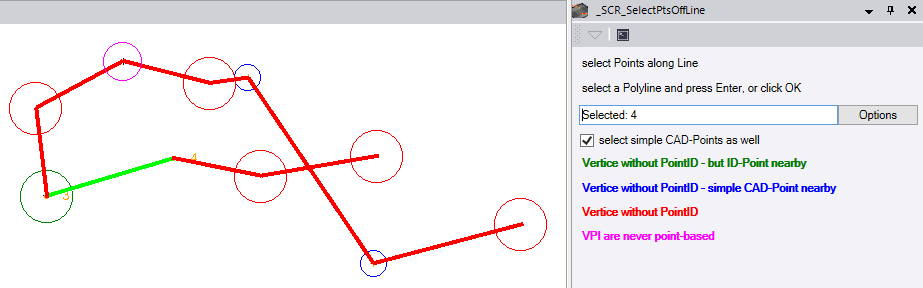 _SCR_SelectPtsOffLine
select Points along Line
select a Polyline and press Enter, or click OK
Selected: 4
Options
select simple CAD-Points as well
Vertice without PointID - but ID-Point nearby
Vertice without PointID - simple CAD-Point nearby
Vertice without PointID
VPI are never point-based
4
3